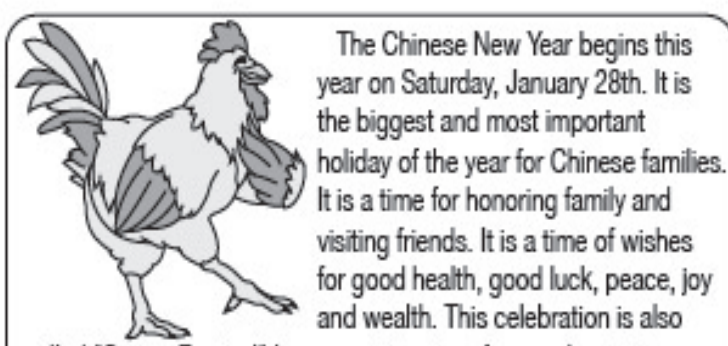 The Chinese New Year begins this
year on Saturday, January 28th. It is
the biggest and most important
holiday of the year for Chinese families.
It is a time for honoring family and
visiting friends. It is a time of wishes
for good health, good luck, peace, joy
and wealth. This celebration is also